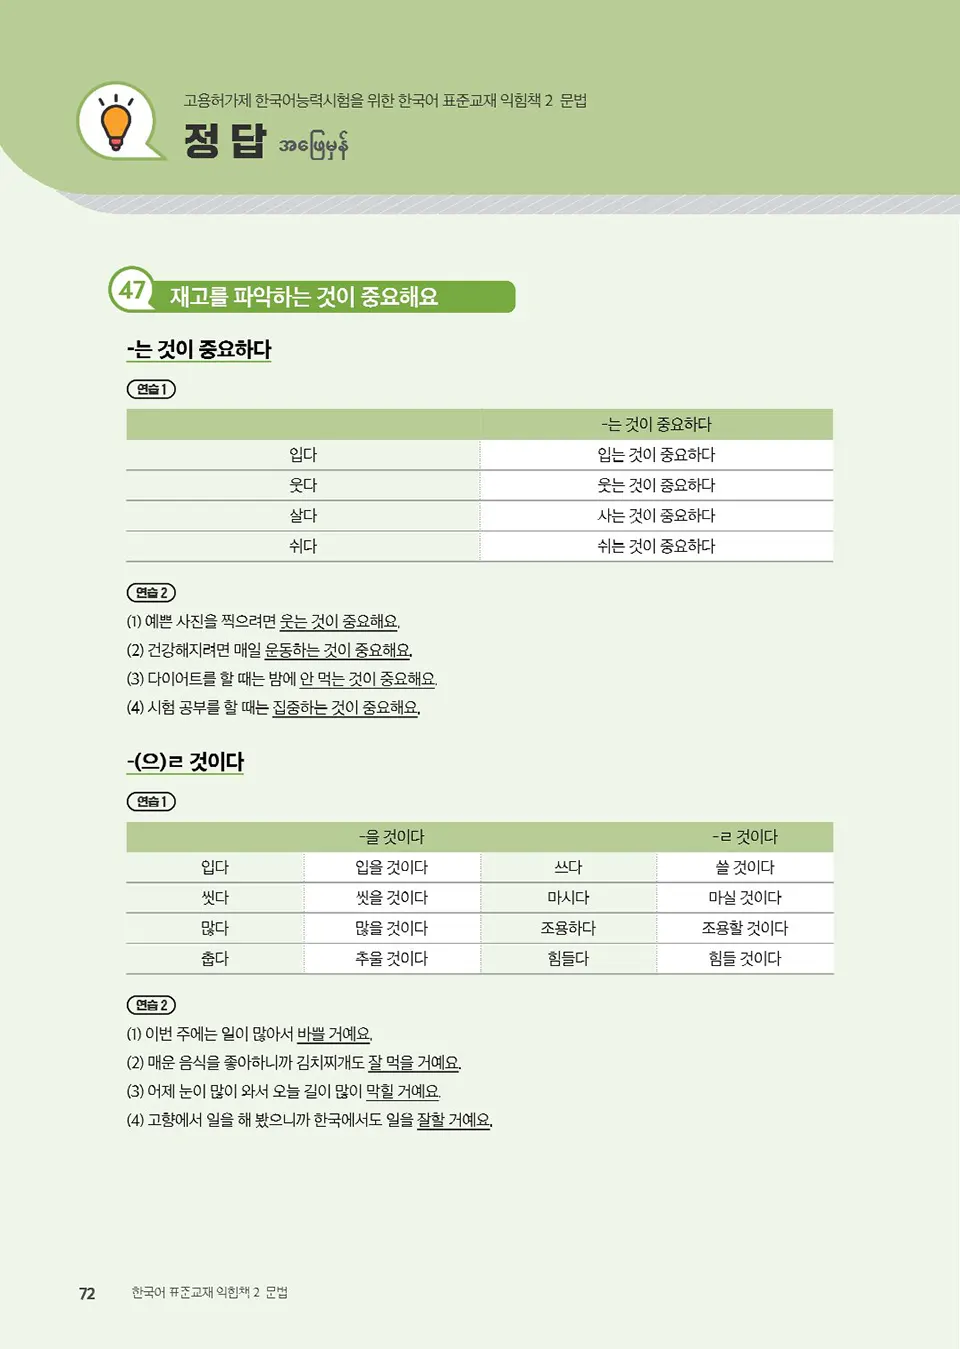 고용허가제 한국어능력시험을 위한 한국어 표준교재 익힘책 2 문법
정답 အဖြေမှန်
47 재고를 파악하는 것이 중요해요
-는 것이 중요하다
연습 1
-는 것이 중요하다
입다 입는 것이 중요하다
웃다 웃는 것이 중요하다
살다 사는 것이 중요하다
쉬다 쉬는 것이 중요하다
연습 2
(1) 예쁜 사진을 찍으려면 웃는 것이 중요해요.
(2) 건강해지려면 매일 운동하는 것이 중요해요.
(3) 다이어트를 할 때는 밤에 안 먹는 것이 중요해요.
(4) 시험 공부를 할 때는 집중하는 것이 중요해요.
-(으)ㄹ 것이다
연습 1
-을 것이다 -ㄹ 것이다
입다 입을 것이다 쓰다 쓸 것이다
씻다 씻을 것이다 마시다 마실 것이다
많다 많을 것이다 조용하다 조용할 것이다
춥다 추울 것이다 힘들다 힘들 것이다
연습 2
(1) 이번 주에는 일이 많아서 바쁠 거예요.
(2) 매운 음식을 좋아하니까 김치찌개도 잘 먹을 거예요.
(3) 어제 눈이 많이 와서 오늘 길이 많이 막힐 거예요.
(4) 고향에서 일을 해 봤으니까 한국에서도 일을 잘할 거예요.
72 한국어 표준교재 익힘책 2 문법